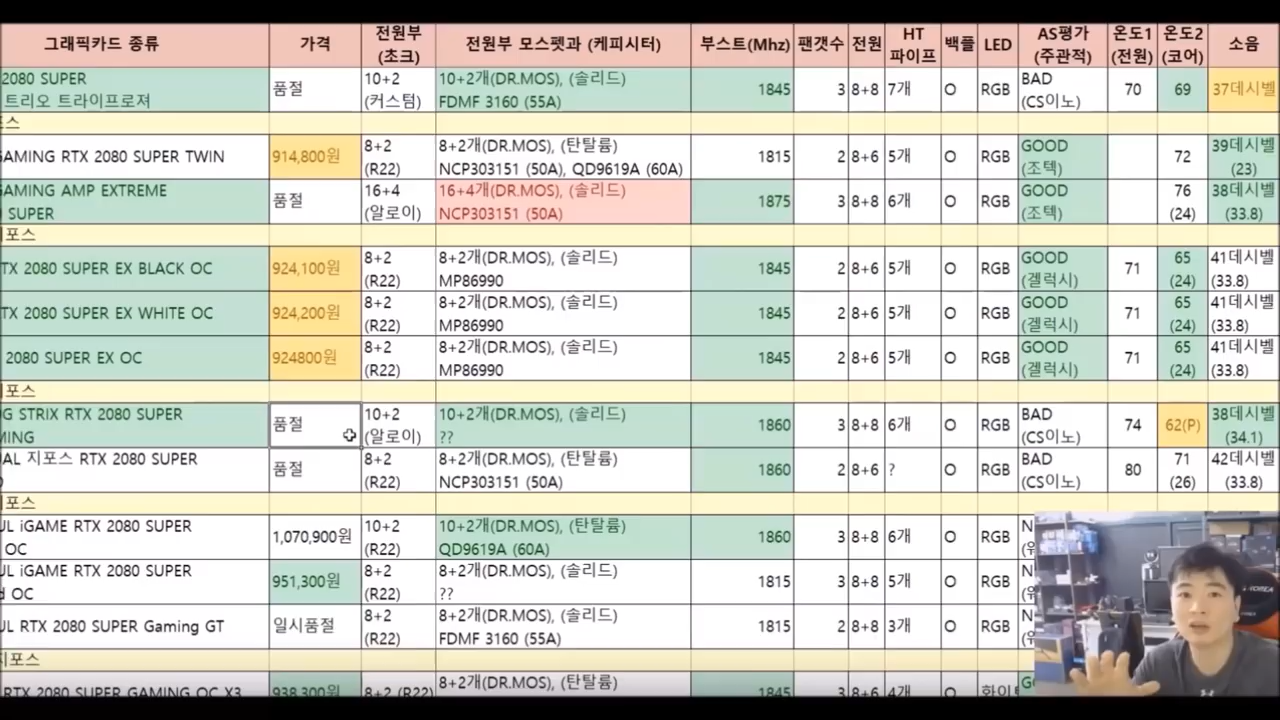 그래픽카드 종류 가격 전원부 (초크) 전원부 모스펫과 (케피시터) 부스트(Mhz) 팬갯수 전원 HT 파이프 백플 LED AS평가 (주관적) 온도1 (전원) 온도2 (코어) 소음
2080 SUPER 품절 10+2 10+2개(DR.MOS), (솔리드) 1845 3 8+8 7개 O RGB BAD 70 69 37데시벨
트리오 트라이프로져 (커스텀) FDMF 3160 (55A) (CS이노)
포스
GAMING RTX 2080 SUPER TWIN 914,800원 8+2 8+2개(DR.MOS), (탄탈륨) 1815 2 8+6 5개 O RGB GOOD 72 39데시벨
(R22) NCP303151 (50A), QD9619A (60A) (조텍) (23)
GAMING AMP EXTREME 품절 16+4 16+4개(DR.MOS), (솔리드) 1875 3 8+8 6개 O RGB GOOD 76 38데시벨
SUPER (알로이) NCP303151 (50A) (조텍) (24) (33.8)
지포스
TX 2080 SUPER EX BLACK OC 924,100원 8+2 8+2개(DR.MOS), (솔리드) 1845 2 8+6 5개 O RGB GOOD 71 65 41데시벨
(R22) MP86990 (갤럭시) (24) (33.8)
TX 2080 SUPER EX WHITE OC 924,200원 8+2 8+2개(DR.MOS), (솔리드) 1845 2 8+6 5개 O RGB GOOD 71 65 41데시벨
(R22) MP86990 (갤럭시) (24) (33.8)
2080 SUPER EX OC 924800원 8+2 8+2개(DR.MOS), (솔리드) 1845 2 8+6 5개 O RGB GOOD 71 65 41데시벨
(R22) MP86990 (갤럭시) (24) (33.8)
지포스
G STRIX RTX 2080 SUPER 품절 10+2 10+2개(DR.MOS), (솔리드) 1860 3 8+8 6개 O RGB BAD 74 62(P) 38데시벨
MING (알로이) ?? (CS이노) (34.1)
AL 지포스 RTX 2080 SUPER 품절 8+2 8+2개(DR.MOS), (탄탈륨) 1860 2 8+6 ? O RGB BAD 80 71 42데시벨
(R22) NCP303151 (50A) (CS이노) (26) (33.8)
지포스
UL iGAME RTX 2080 SUPER 1,070,900원 10+2 10+2개(DR.MOS), (탄탈륨) 1860 3 8+8 6개 O RGB N
OC (R22) QD9619A (60A)
UL iGAME RTX 2080 SUPER 951,300원 8+2 8+2개(DR.MOS), (솔리드) 1815 3 8+8 5개 O RGB N
d OC (R22) ??
UL RTX 2080 SUPER Gaming GT 일시품절 8+2 8+2개(DR.MOS), (솔리드) 1815 2 8+8 3개 O RGB N
(R22) FDMF 3160 (55A)
지포스
RTX 2080 SUPER GAMING OC X3 938,300원 8+2 (R22) 8+2개(DR.MOS), (탄탈륨) 1845 3 8+6 4개 O 화이트